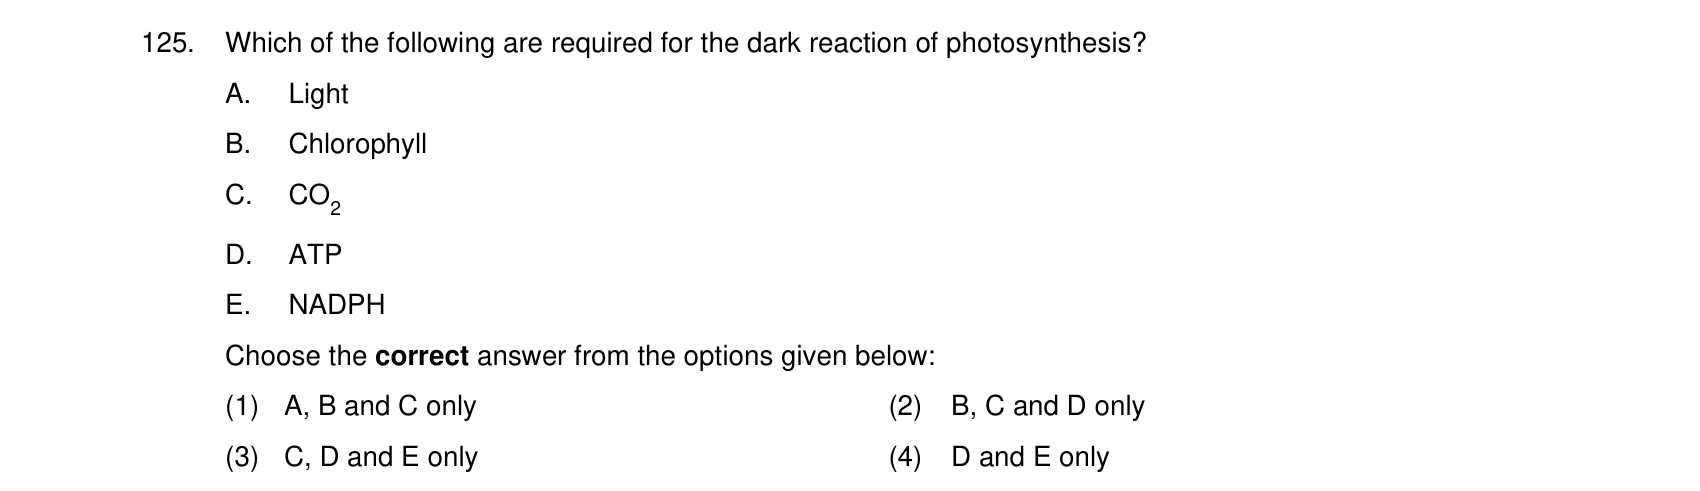 125. Which of the following are required for the dark reaction of photosynthesis?
A. Light
B. Chlorophyll
C. CO₂
D. ATP
E. NADPH
Choose the correct answer from the options given below:
(1) A, B and C only (2) B, C and D only
(3) C, D and E only (4) D and E only